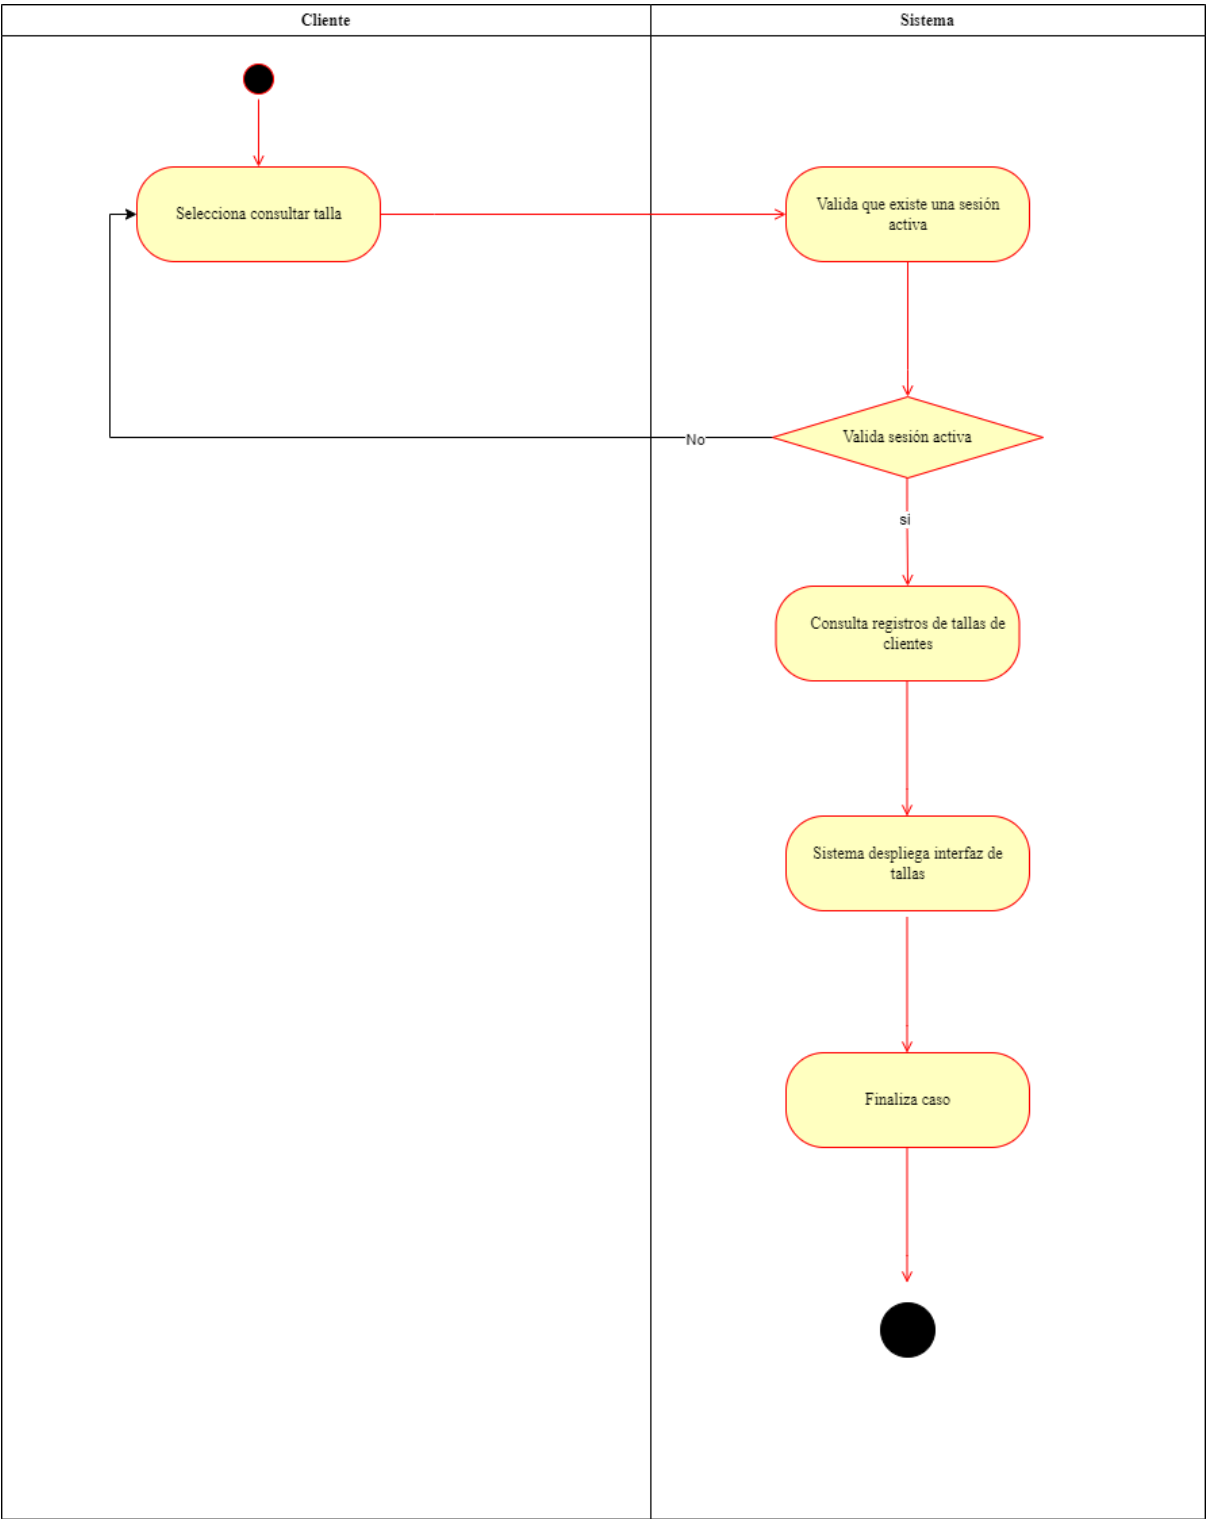 Cliente
Sistema
Selecciona consultar talla
Valida que existe una sesión
activa
Valida sesión activa
No
si
Consulta registros de tallas de
clientes
Sistema despliega interfaz de
tallas
Finaliza caso